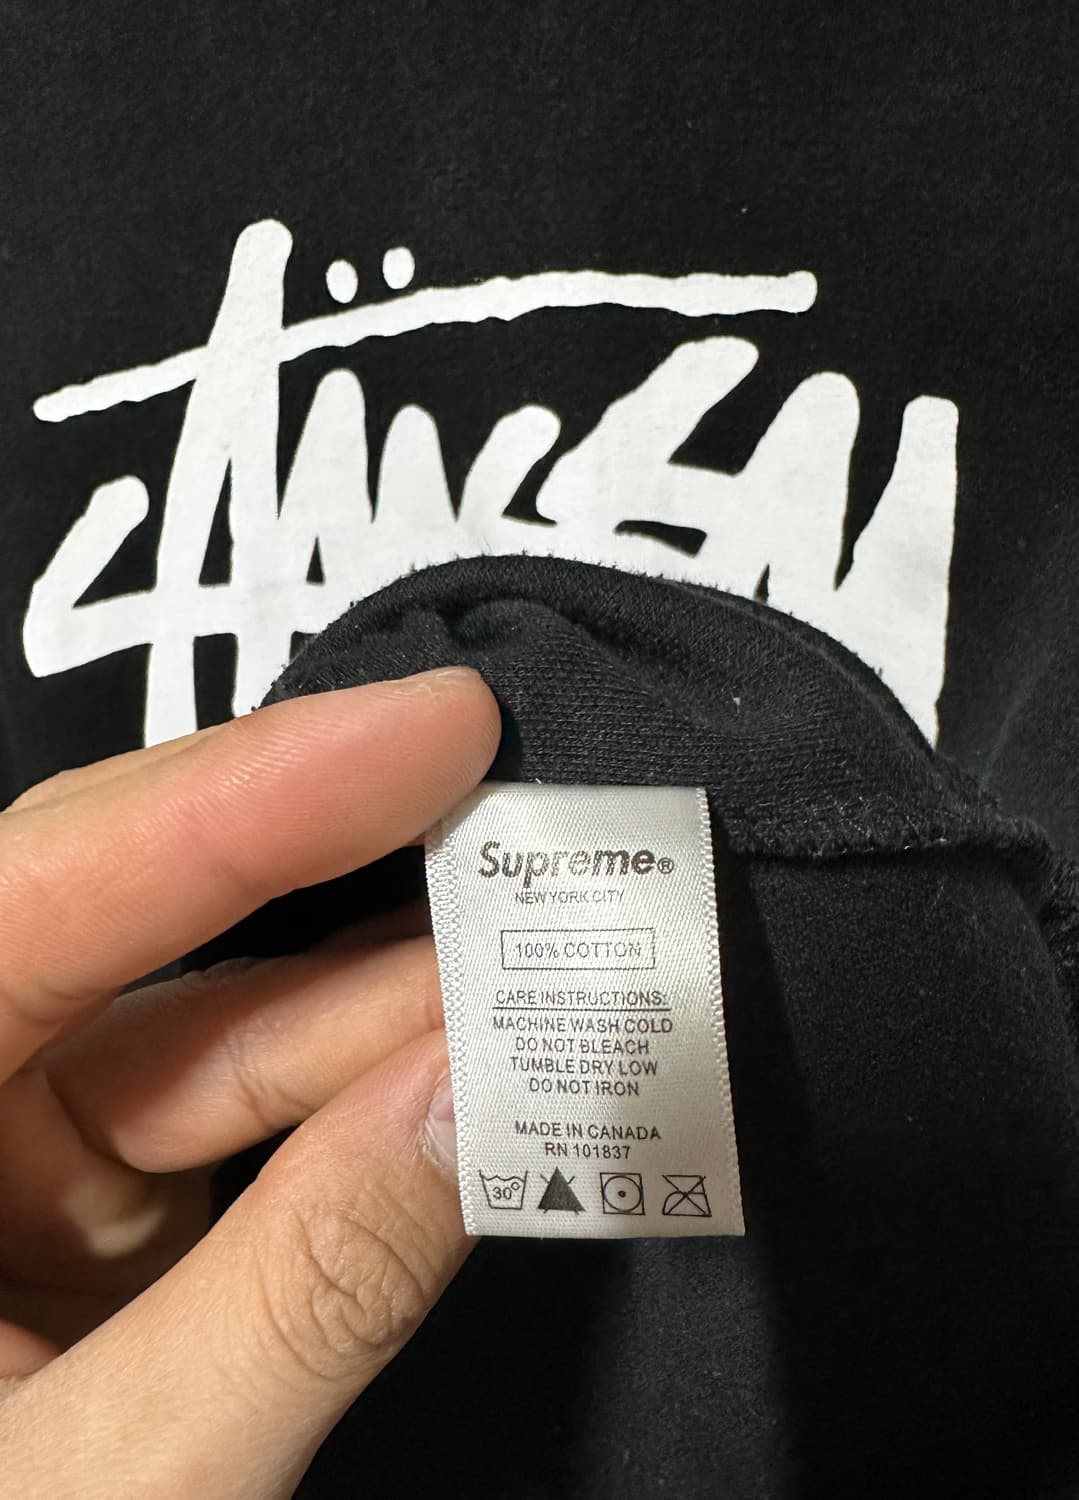 Stüssy
Supreme®
NEW YORK CITY
100% COTTON
CARE INSTRUCTIONS:
MACHINE WASH COLD
DO NOT BLEACH
TUMBLE DRY LOW
DO NOT IRON
MADE IN CANADA
RN 101837
30°